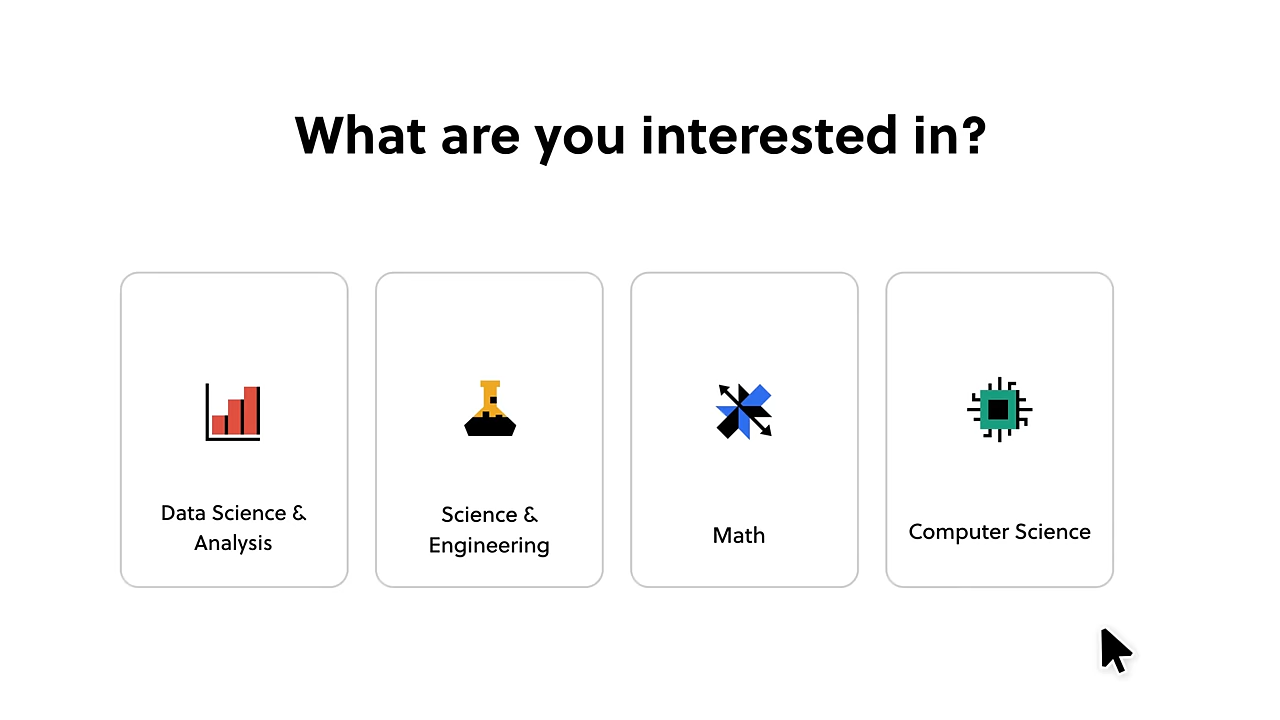 What are you interested in?
Data Science &
Analysis
Science &
Engineering
Math
Computer Science